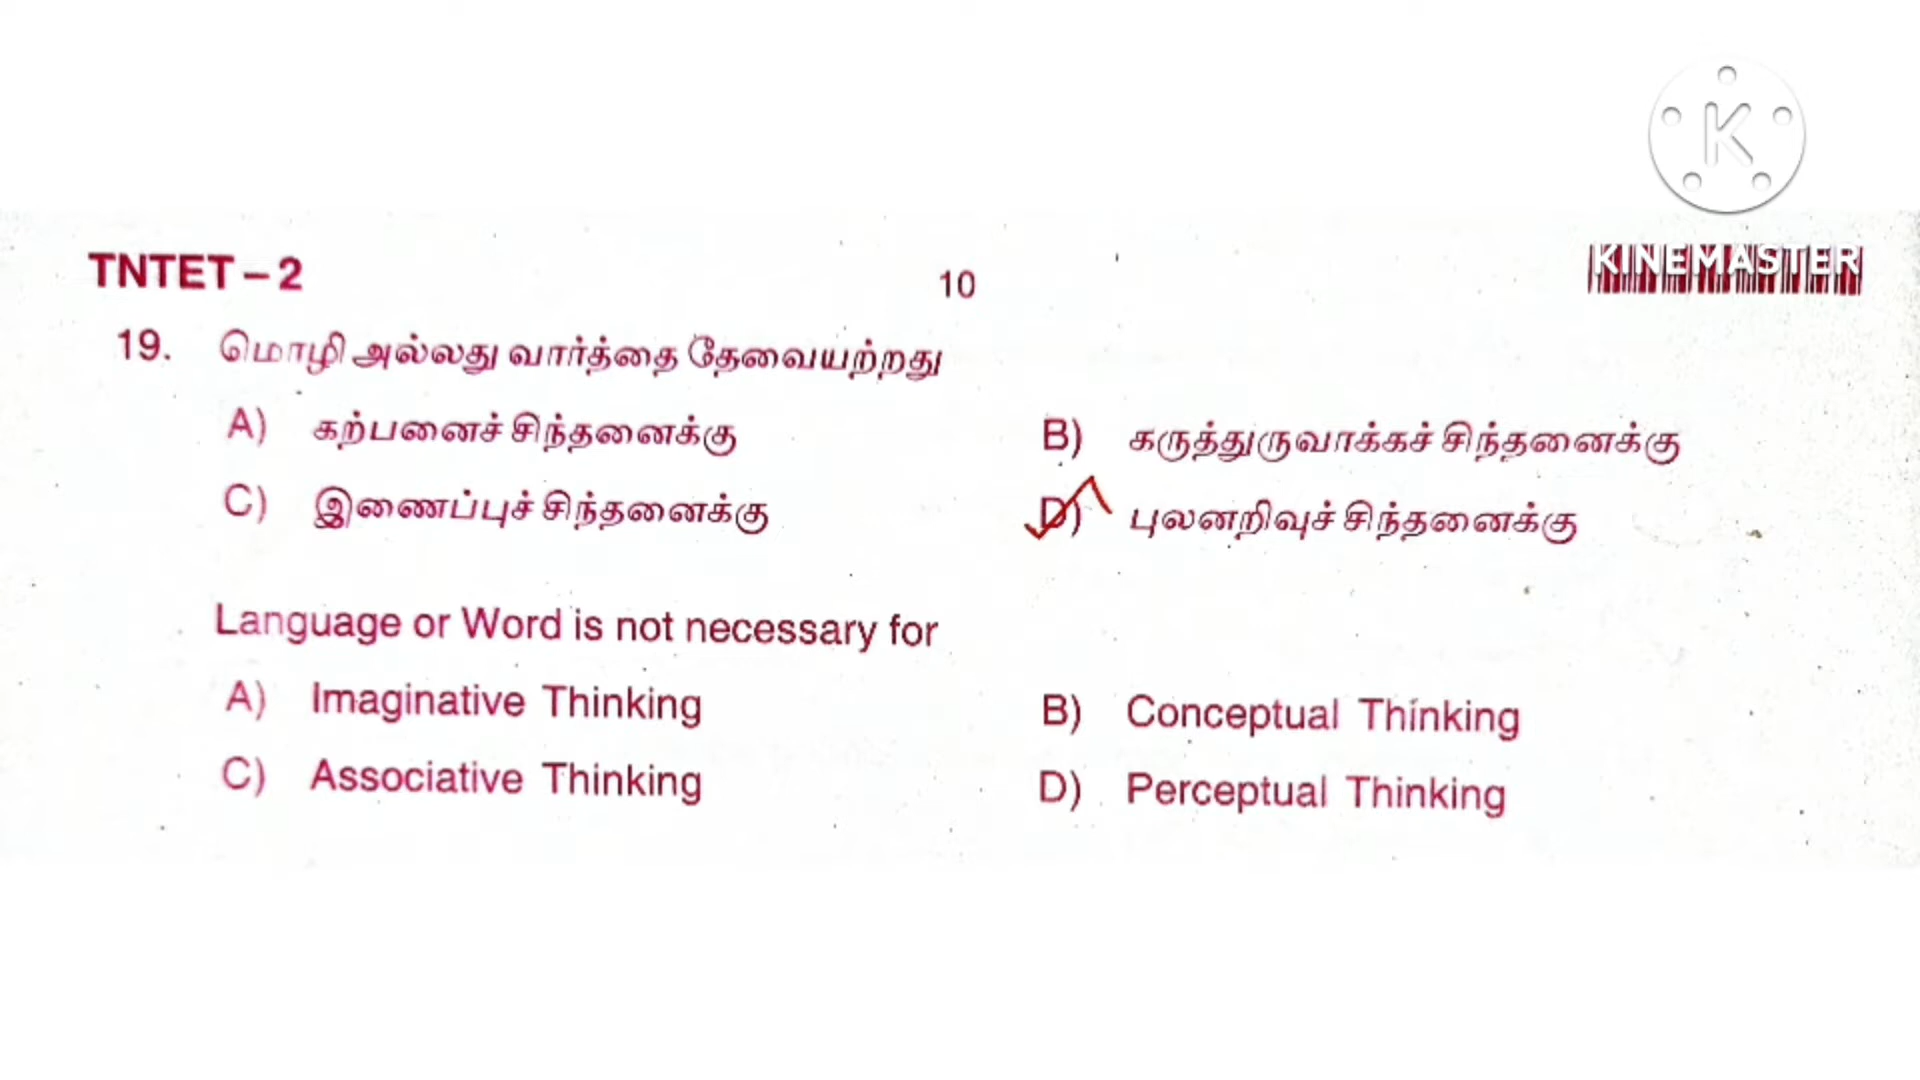 K
KINEMASTER
TNTET – 2
10
19. மொழி அல்லது வார்த்தை தேவையற்றது
A) கற்பனைச் சிந்தனைக்கு
B) கருத்துருவாக்கச் சிந்தனைக்கு
C) இணைப்புச் சிந்தனைக்கு
D) புலனறிவுச் சிந்தனைக்கு
Language or Word is not necessary for
A) Imaginative Thinking
B) Conceptual Thinking
C) Associative Thinking
D) Perceptual Thinking